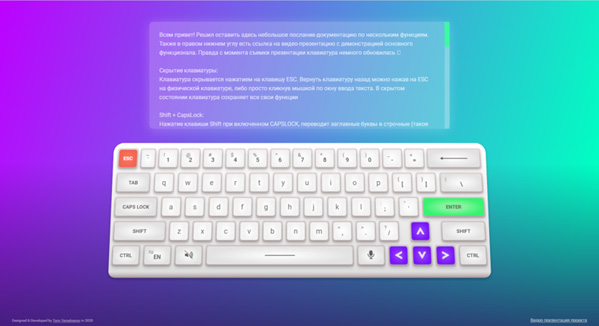 Всем привет! Решил оставить здесь небольшое послание-документацию по нескольким функциям.
Также в правом нижнем углу есть ссылка на видео-презентацию с демонстрацией основного
функционала. Правда с момента съемки презентации клавиатура немного обновилась
Скрытие клавиатуры:
Клавиатура скрывается нажатием на клавишу ESC. Вернуть клавиатуру назад можно нажав на ESC
на физической клавиатуре, либо просто кликнув мышкой по окну ввода текста. В скрытом
состоянии клавиатура сохраняет все свои функции
Shift + CapsLock:
Нажатие клавиши Shift при включенном CAPSLOCK, переводит заглавные буквы в строчные (такое
ESC 1 2 3 4 5 6 7 8 9 0 - =
TAB q w e r t y u i o p [ ] \
CAPS LOCK a s d f g h j k l ; ' ENTER
SHIFT z x c v b n m , . / SHIFT
CTRL EN CTRL
Designed & Developed by in 2020
Видео-презентация проекта